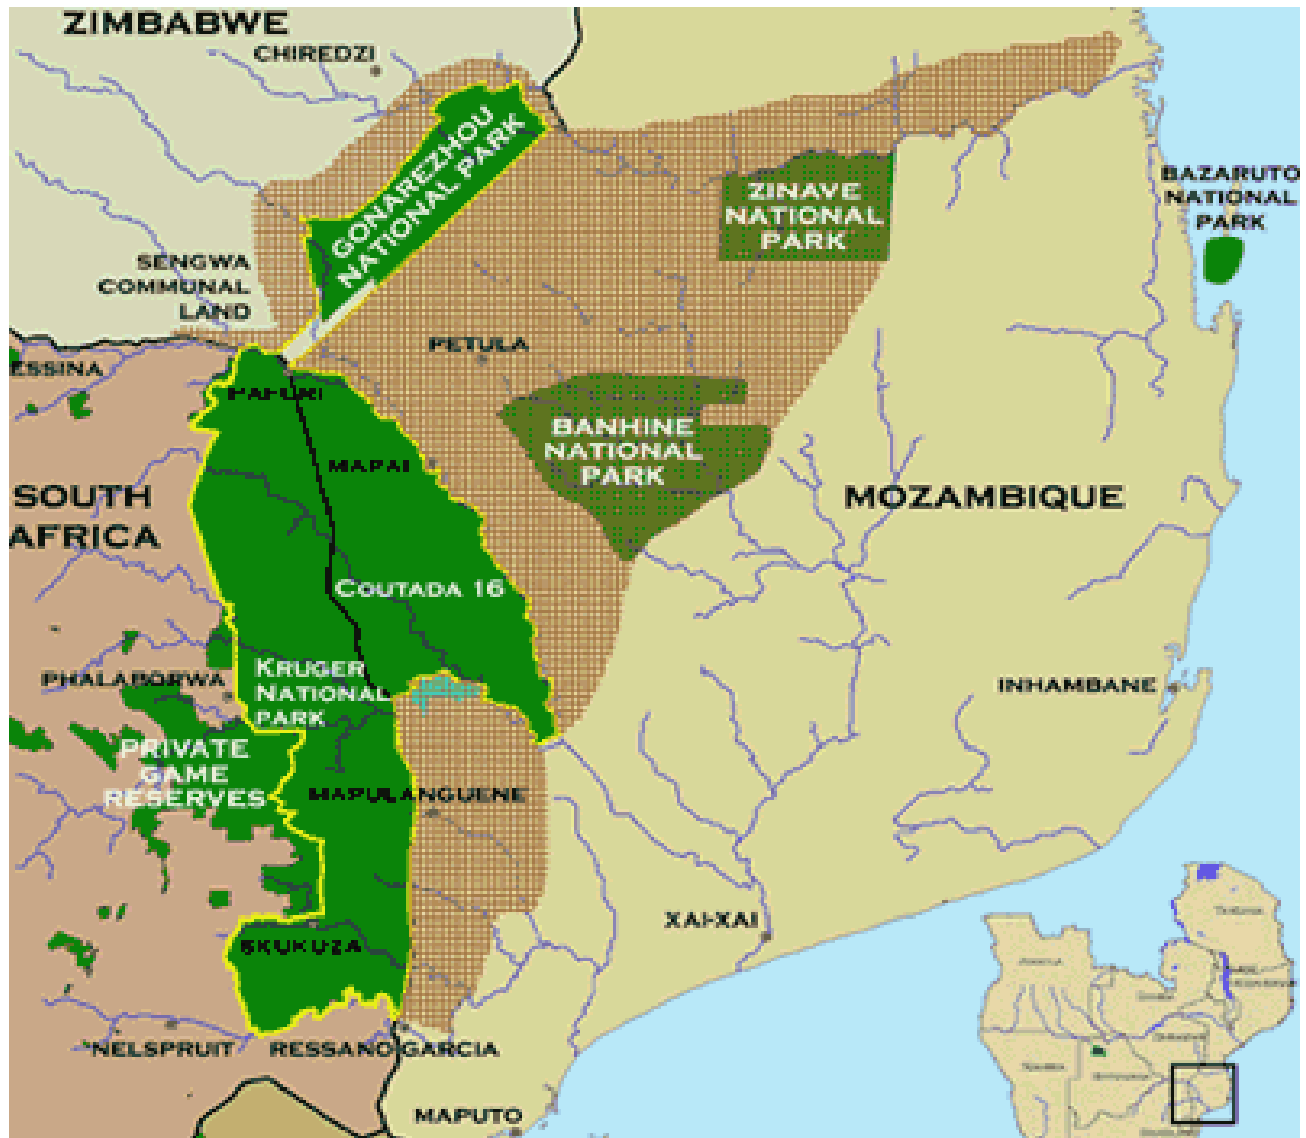 ZIMBABWE
CHIREDZI
GONAREZHOU
NATIONAL PARK
ZINAVE
NATIONAL
PARK
BAZARUTO
NATIONAL
PARK
SENGWA
COMMUNAL
LAND
PETULA
ESSINA
PAFURI
BANHINE
NATIONAL
PARK
MAPAI
SOUTH
AFRICA
MOZAMBIQUE
COUTADA 16
PHALABORWA
KRUGER
NATIONAL
PARK
INHAMBANE
PRIVATE
GAME
RESERVES
MAPULANGUENE
XAI-XAI
SKUKUZA
NELSPRUIT
RESSANO GARCIA
MAPUTO